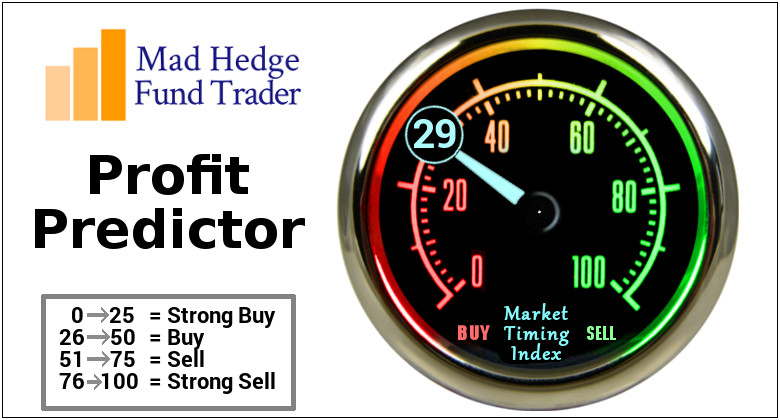 Mad Hedge
Fund Trader
Profit
Predictor
0→25 = Strong Buy
26→50 = Buy
51→75 = Sell
76→100 = Strong Sell
29
40
60
20
80
0
100
BUY
Market
Timing
Index
SELL